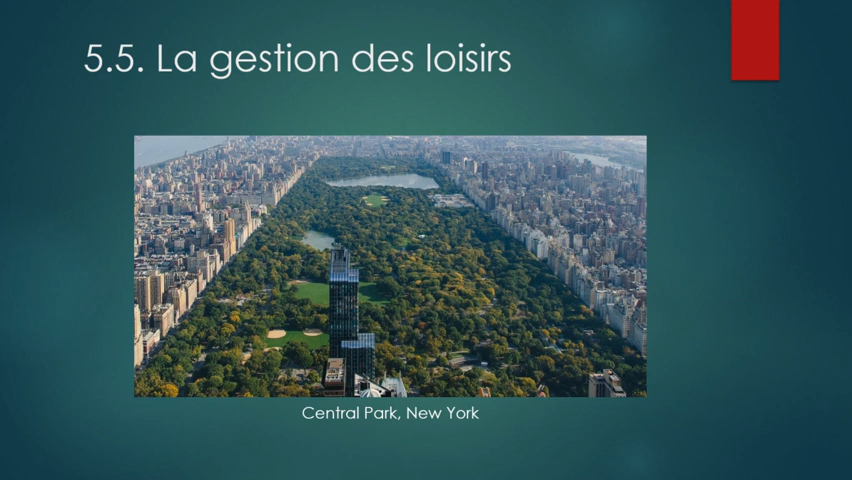 5.5. La gestion des loisirs
Central Park, New York